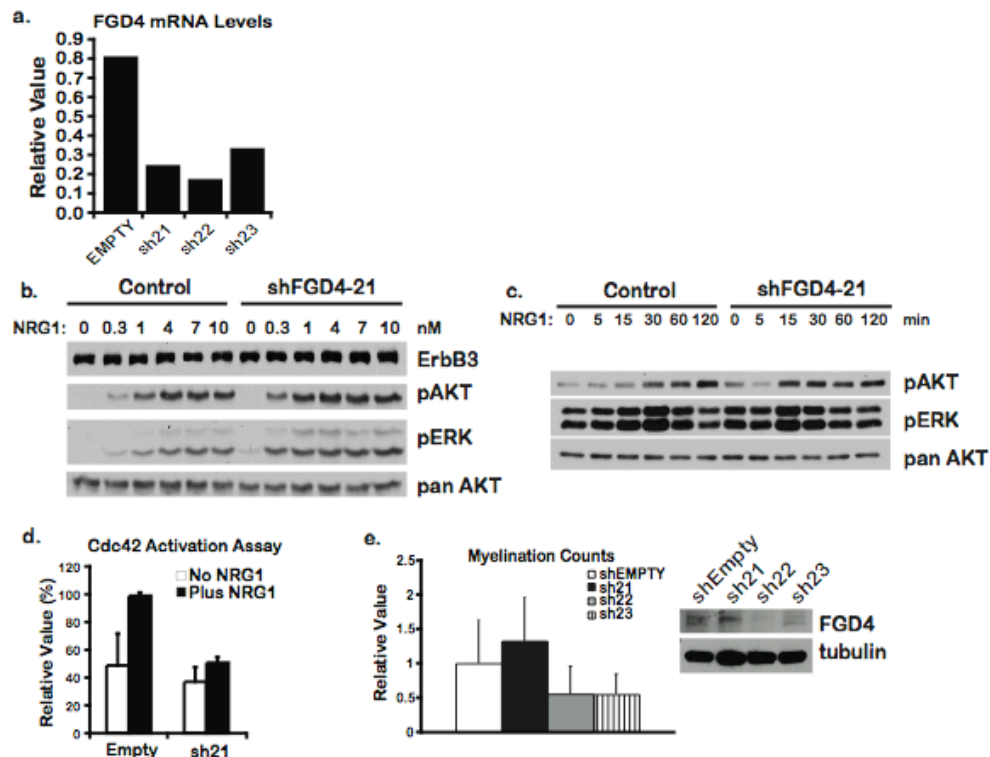 a.
FGD4 mRNA Levels
Relative Value
0.9
0.8
0.7
0.6
0.5
0.4
0.3
0.2
0.1
0.0
EMPTY sh21 sh22 sh23
b.
Control shFGD4-21
NRG1: 0 0.3 1 4 7 10 0 0.3 1 4 7 10 nM
ErbB3
pAKT
pERK
pan AKT
c.
Control shFGD4-21
NRG1: 0 5 15 30 60 120 0 5 15 30 60 120 min
pAKT
pERK
pan AKT
d.
Cdc42 Activation Assay
No NRG1
Plus NRG1
Relative Value (%)
120
100
80
60
40
20
0
Empty sh21
e.
Myelination Counts
shEMPTY
sh21
sh22
sh23
Relative Value
2.5
2
1.5
1
0.5
0
shEmpty sh21 sh22 sh23
FGD4
tubulin